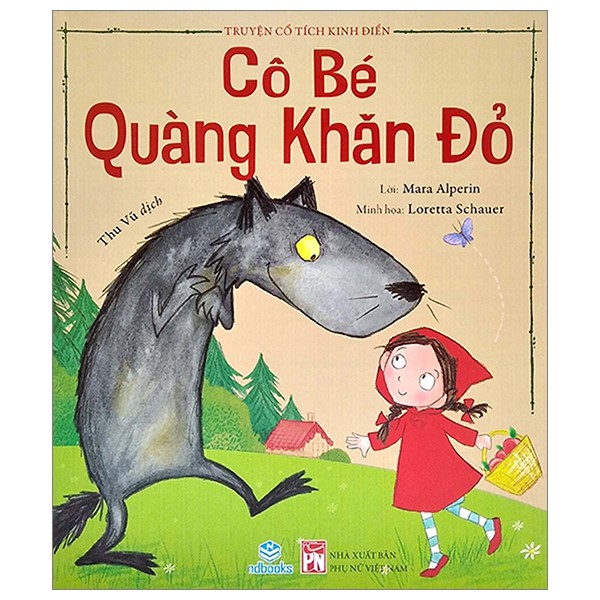 TRUYỆN CỔ TÍCH KINH ĐIỂN
Cô Bé
Quàng Khăn Đỏ
Lời: Mara Alperin
Minh họa: Loretta Schauer
Thu Vũ dịch
ndbooks
PN
NHÀ XUẤT BẢN
PHỤ NỮ VIỆT NAM